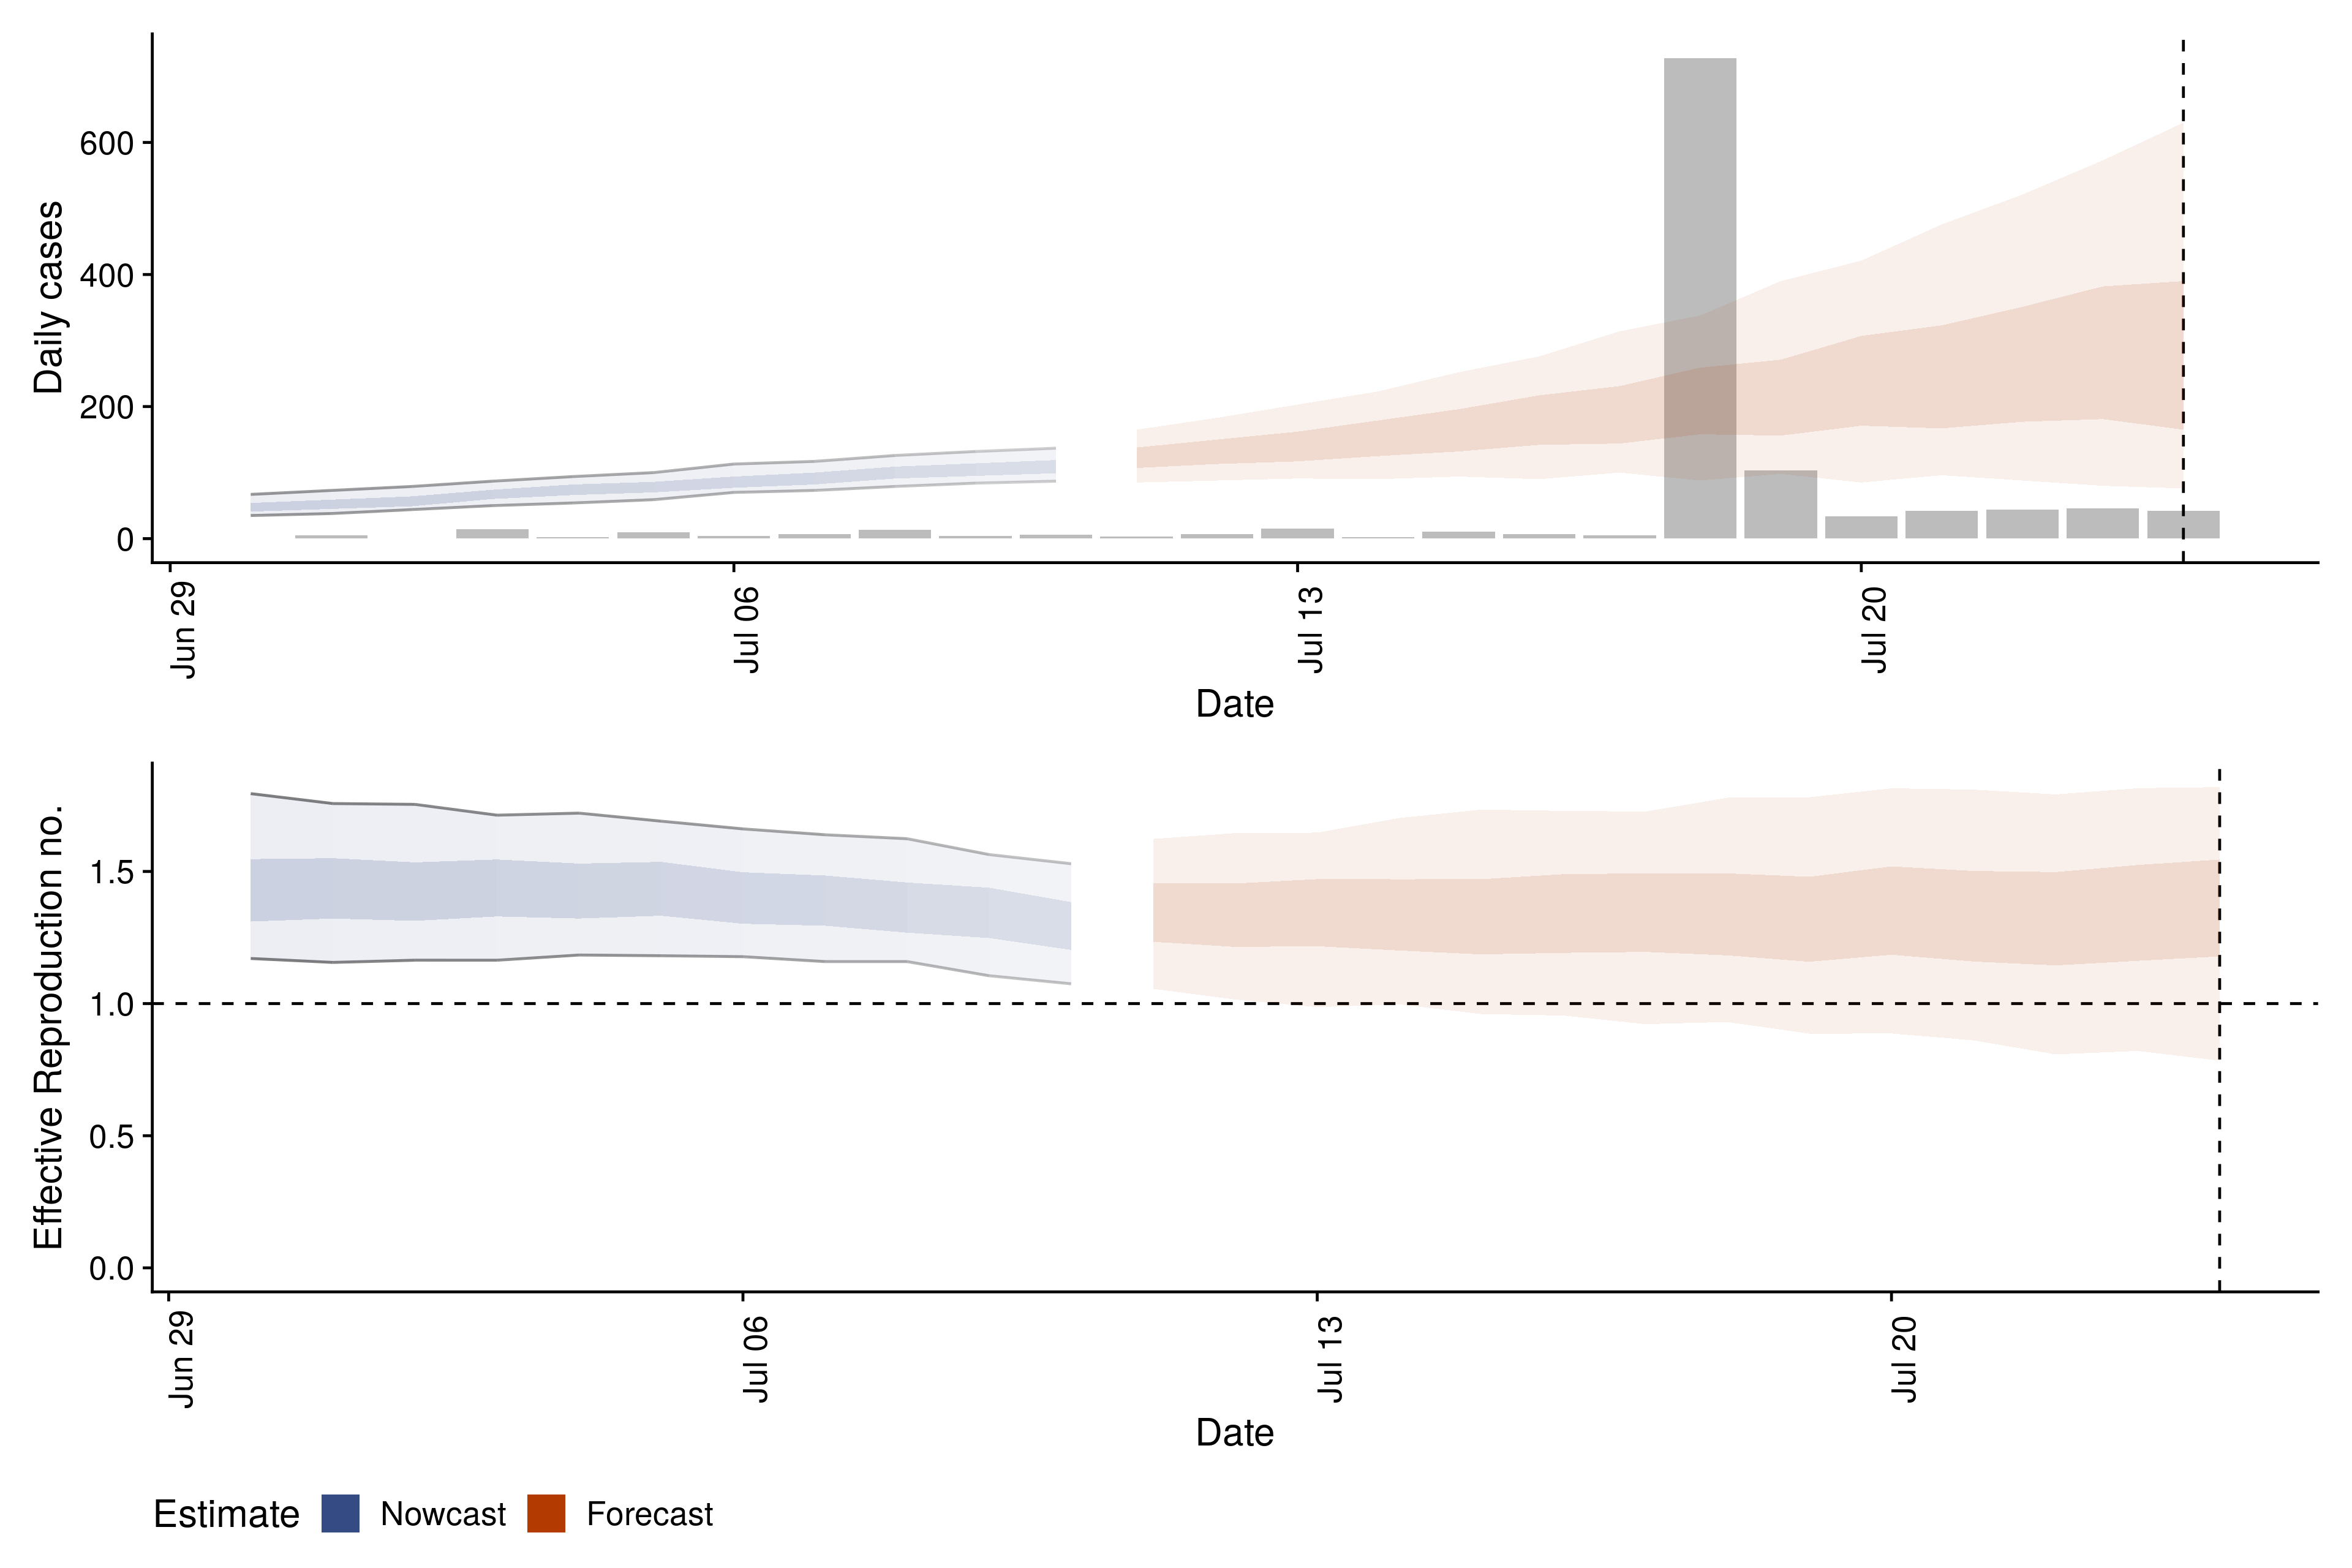 Daily cases
600
400
200
0
Jun 29
Jul 06
Jul 13
Jul 20
Date
Effective Reproduction no.
1.5
1.0
0.5
0.0
Jun 29
Jul 06
Jul 13
Jul 20
Date
Estimate Nowcast Forecast